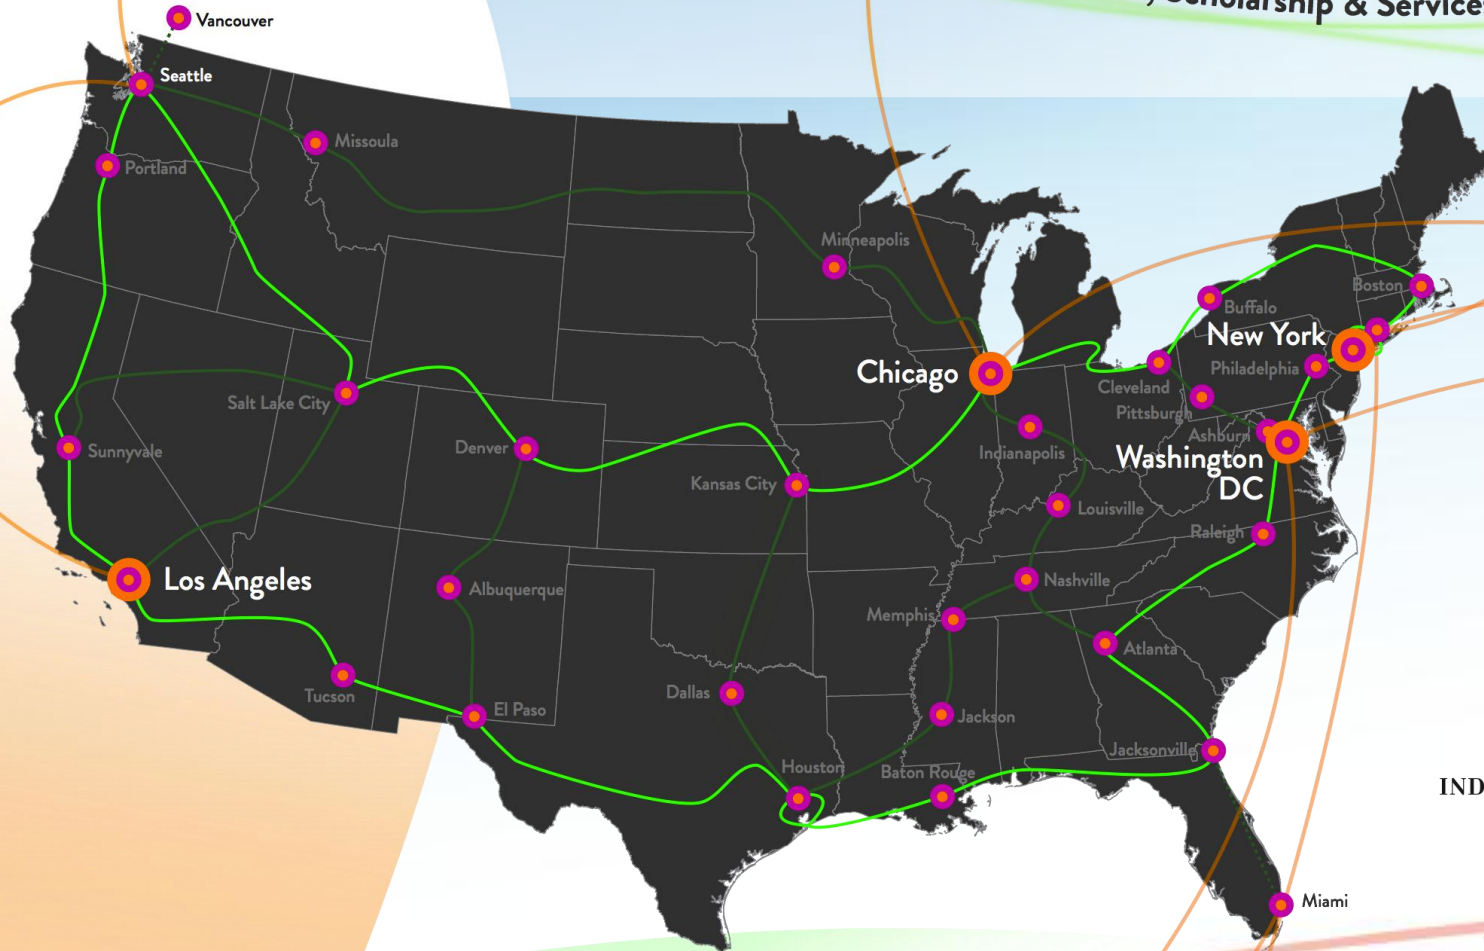 Scholarship & Service
Vancouver
Seattle
Missoula
Portland
Minneapolis
Boston
Buffalo
New York
Chicago
Philadelphia
Cleveland
Pittsburgh
Salt Lake City
Ashburn
Sunnyvale
Denver
Indianapolis
Washington
DC
Kansas City
Louisville
Raleigh
Los Angeles
Albuquerque
Nashville
Memphis
Atlanta
Tucson
Dallas
El Paso
Jackson
Jacksonville
Houston
Baton Rouge
IND
Miami